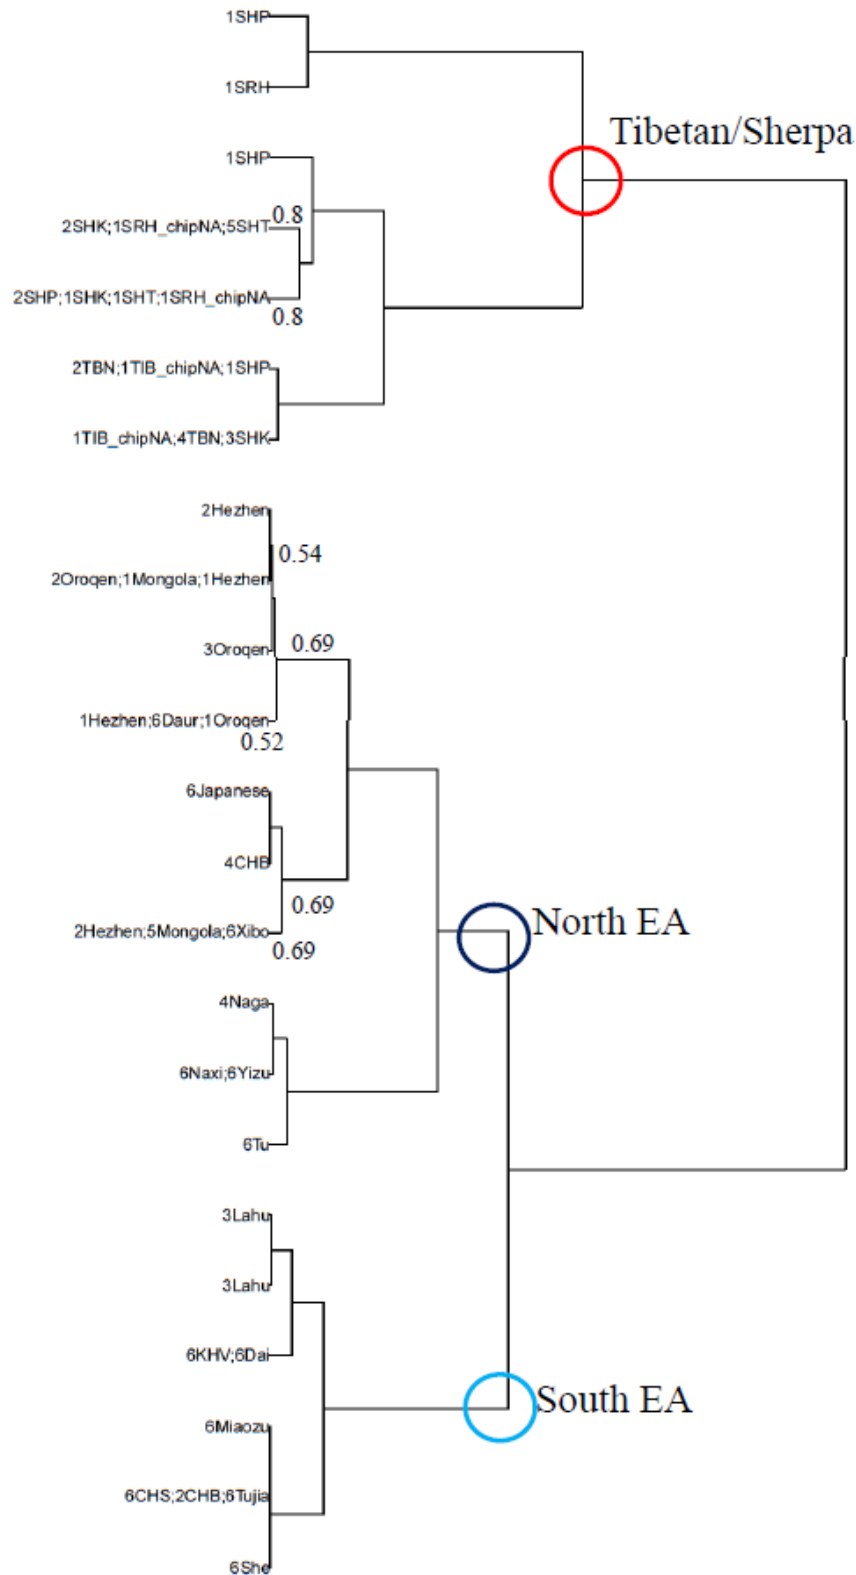 1SHP
1SRH
Tibetan/Sherpa
1SHP
0.8
2SHK;1SRH_chipNA;5SHT
2SHP;1SHK;1SHT;1SRH_chipNA
0.8
2TBN;1TIB_chipNA;1SHP
1TIB_chipNA;4TBN;3SHK
2Hezhen
0.54
2Oroqen;1Mongola;1Hezhen
0.69
3Oroqen
1Hezhen;6Daur;1Oroqen
0.52
6Japanese
4CHB
0.69
North EA
2Hezhen;5Mongola;6Xibo
0.69
4Naga
6Naxi;6Yizu
6Tu
3Lahu
3Lahu
6KHV;6Dai
South EA
6Miaozu
6CHS;2CHB;6Tujia
6She